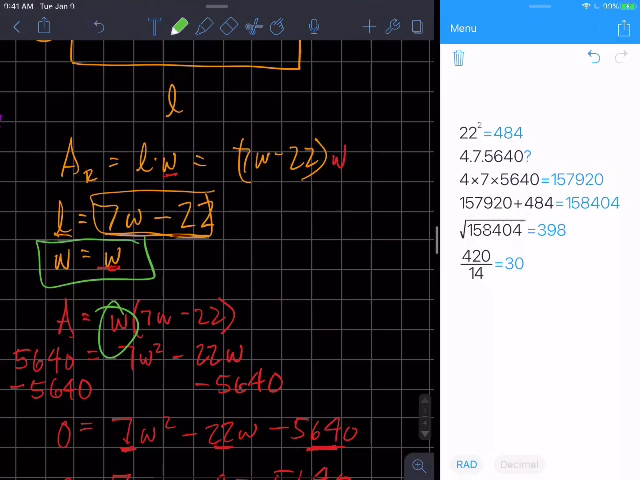 9:41 AM Tue Jan 9
99%
l
A_R = l · w = (7w - 22) w
l = 7w - 22
w = w
A = w(7w - 22)
5640 = 7w² - 22w
-5640 -5640
0 = 7w² - 22w - 5640
Menu
22²=484
4.7.5640?
4×7×5640=157920
157920+484=158404
√158404=398
420/14=30
RAD Decimal